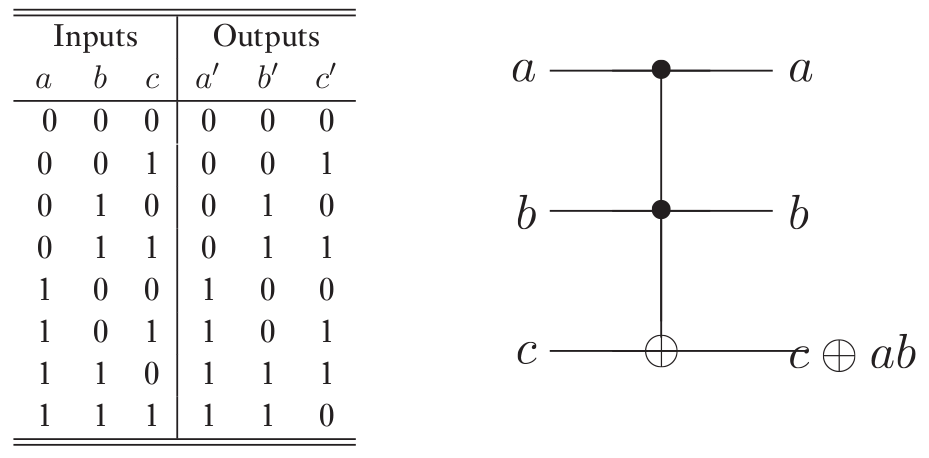 Inputs Outputs
a b c a′ b′ c′
0 0 0 0 0 0
0 0 1 0 0 1
0 1 0 0 1 0
0 1 1 0 1 1
1 0 0 1 0 0
1 0 1 1 0 1
1 1 0 1 1 1
1 1 1 1 1 0
a a
b b
c c ⊕ ab